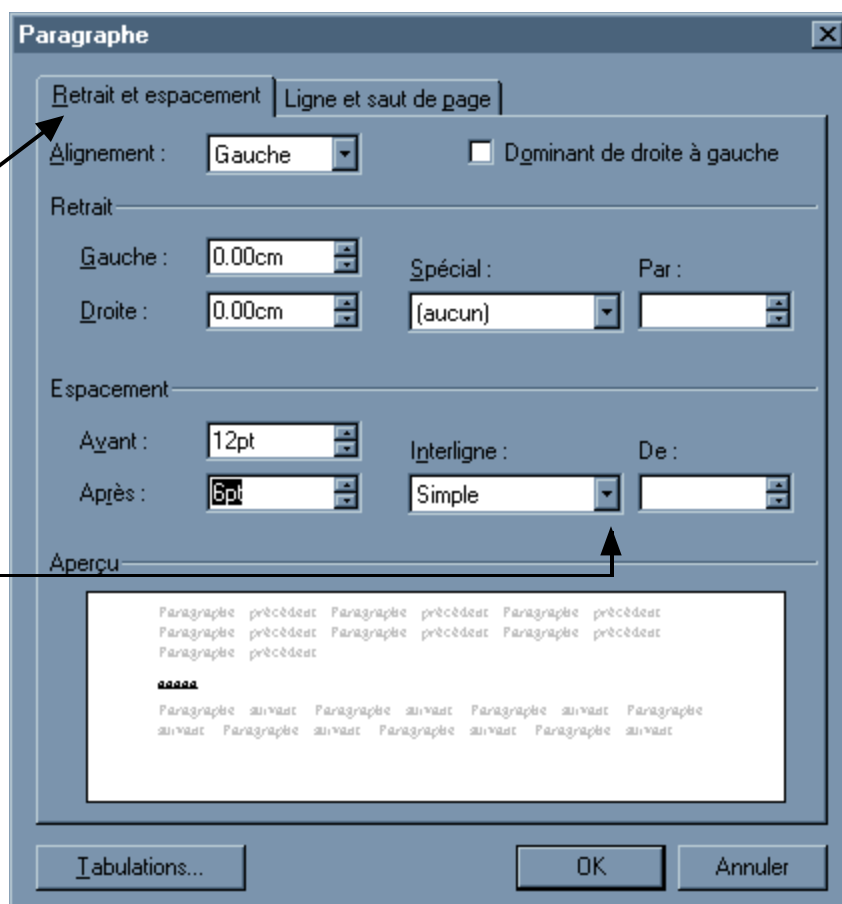 Paragraphe
Retrait et espacement Ligne et saut de page
Alignement : Gauche Dominant de droite à gauche
Retrait
Gauche : 0.00cm Spécial : Par :
Droite : 0.00cm (aucun)
Espacement
Avant : 12pt Interligne : De :
Après : 6pt Simple
Aperçu
Paragraphe précédent Paragraphe précédent Paragraphe précédent
Paragraphe précédent Paragraphe précédent Paragraphe précédent
Paragraphe précédent
aaaaa
Paragraphe suivant Paragraphe suivant Paragraphe suivant Paragraphe
suivant Paragraphe suivant Paragraphe suivant Paragraphe suivant
Tabulations... OK Annuler